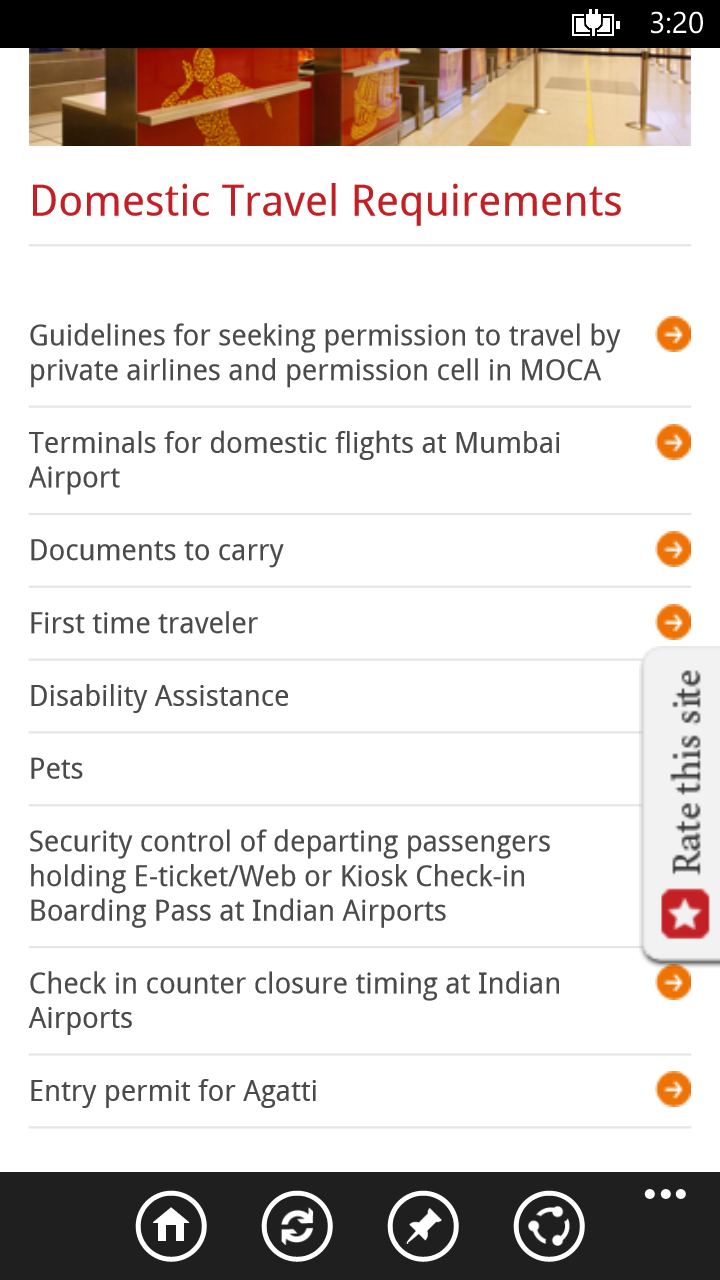 3:20
Domestic Travel Requirements
Guidelines for seeking permission to travel by
private airlines and permission cell in MOCA
Terminals for domestic flights at Mumbai
Airport
Documents to carry
First time traveler
Disability Assistance
Pets
Security control of departing passengers
holding E-ticket/Web or Kiosk Check-in
Boarding Pass at Indian Airports
Check in counter closure timing at Indian
Airports
Entry permit for Agatti
Rate this site